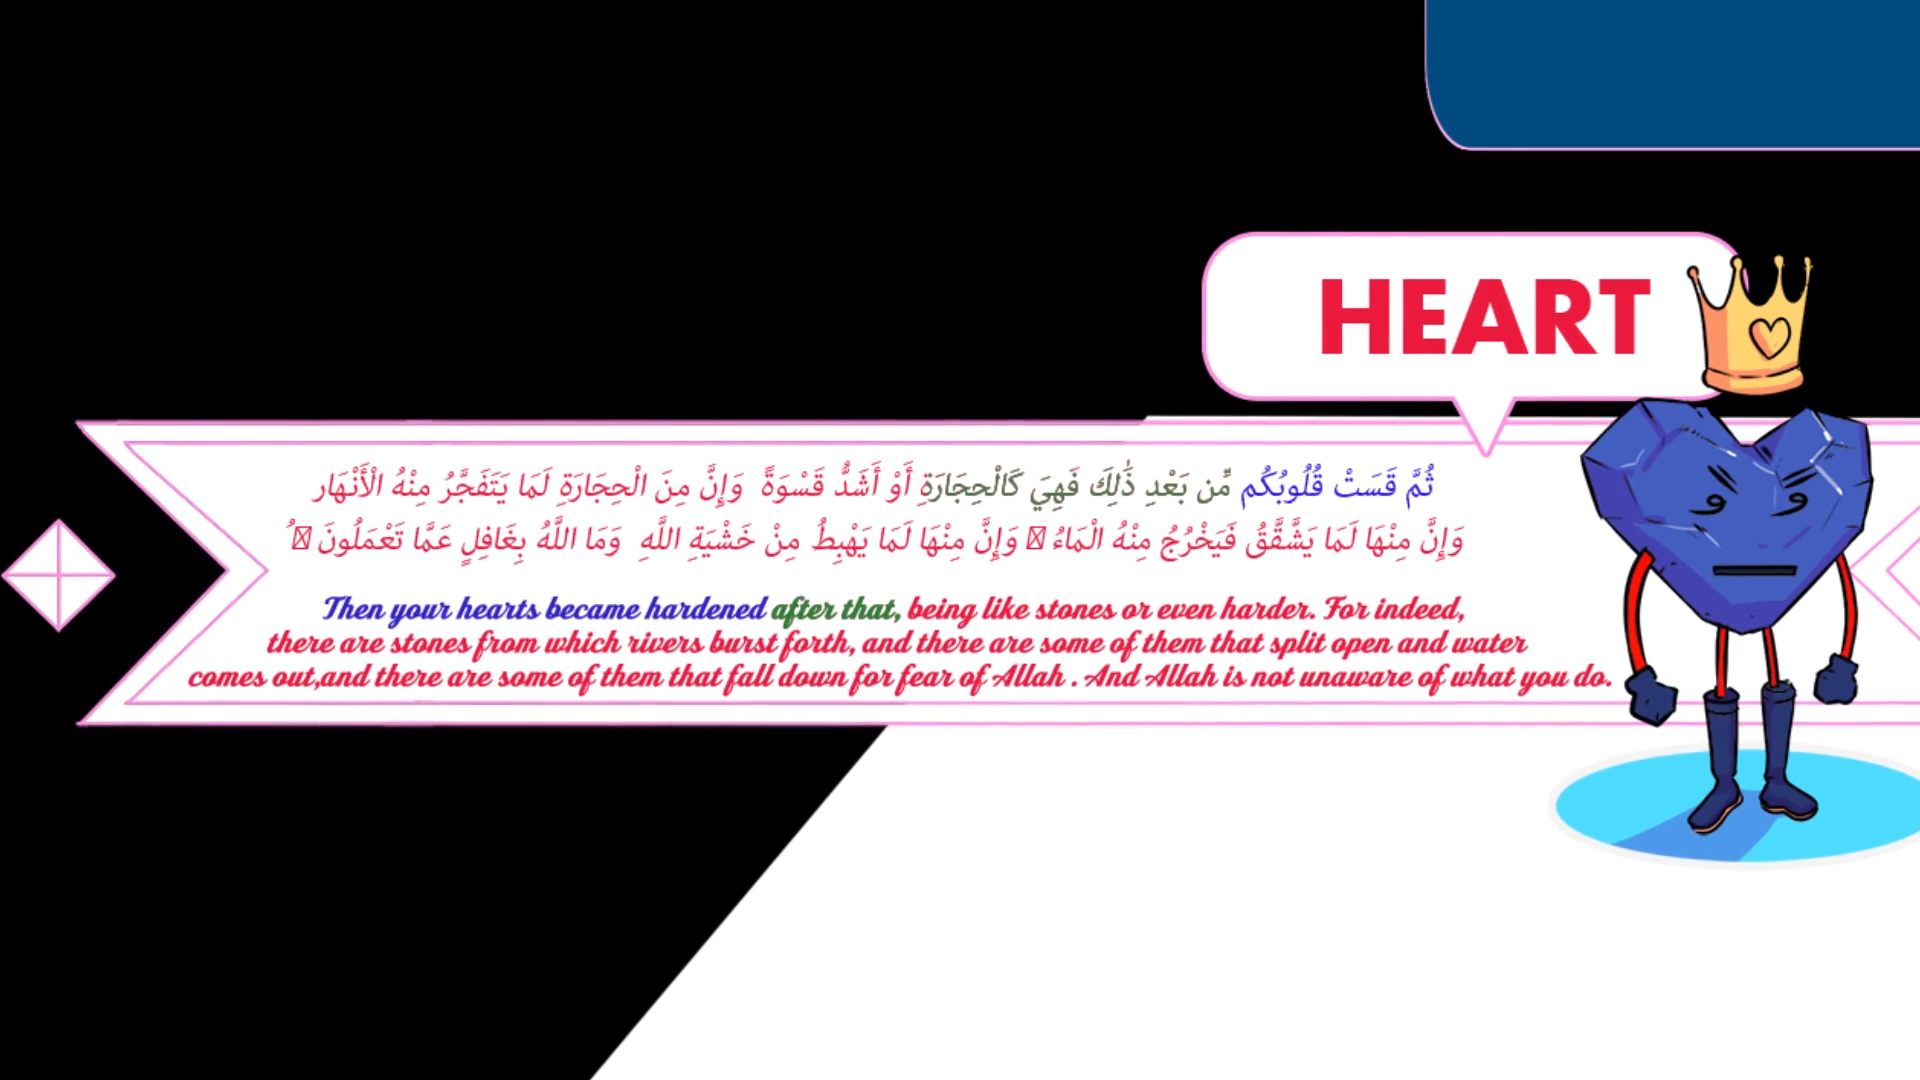 HEART
ثُمَّ قَسَتْ قُلُوبُكُم مِّن بَعْدِ ذَٰلِكَ فَهِيَ كَالْحِجَارَةِ أَوْ أَشَدُّ قَسْوَةً وَإِنَّ مِنَ الْحِجَارَةِ لَمَا يَتَفَجَّرُ مِنْهُ الْأَنْهَار
وَإِنَّ مِنْهَا لَمَا يَشَّقَّقُ فَيَخْرُجُ مِنْهُ الْمَاءُ وَإِنَّ مِنْهَا لَمَا يَهْبِطُ مِنْ خَشْيَةِ اللَّهِ وَمَا اللَّهُ بِغَافِلٍ عَمَّا تَعْمَلُونَ
Then your hearts became hardened after that, being like stones or even harder. For indeed,
there are stones from which rivers burst forth, and there are some of them that split open and water
comes out,and there are some of them that fall down for fear of Allah . And Allah is not unaware of what you do.